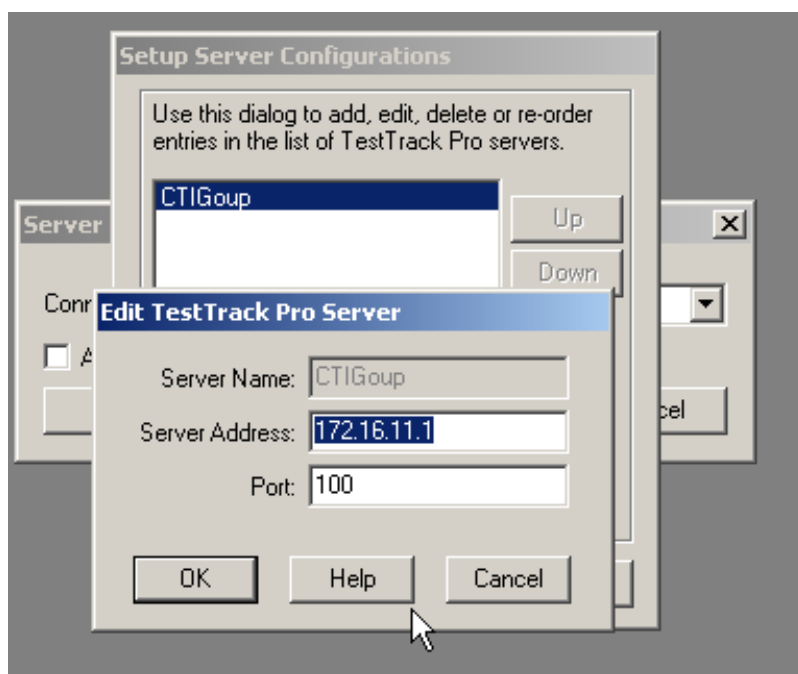 Setup Server Configurations
Use this dialog to add, edit, delete or re-order
entries in the list of TestTrack Pro servers.
CTIGoup
Up
Server
Down
Edit TestTrack Pro Server
Server Name: CTIGoup
Server Address: 172.16.11.1
Port: 100
OK Help Cancel